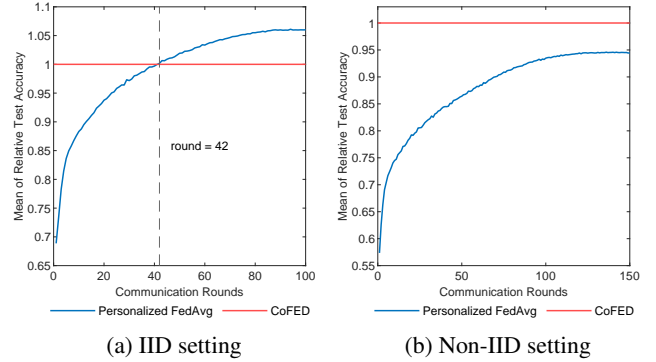 Mean of Relative Test Accuracy
1.1
1.05
1
0.95
0.9
0.85
0.8
0.75
0.7
0.65
round = 42
0 20 40 60 80 100
Communication Rounds
Personalized FedAvg CoFED
(a) IID setting
Mean of Relative Test Accuracy
1
0.95
0.9
0.85
0.8
0.75
0.7
0.65
0.6
0.55
0 50 100 150
Communication Rounds
Personalized FedAvg CoFED
(b) Non-IID setting